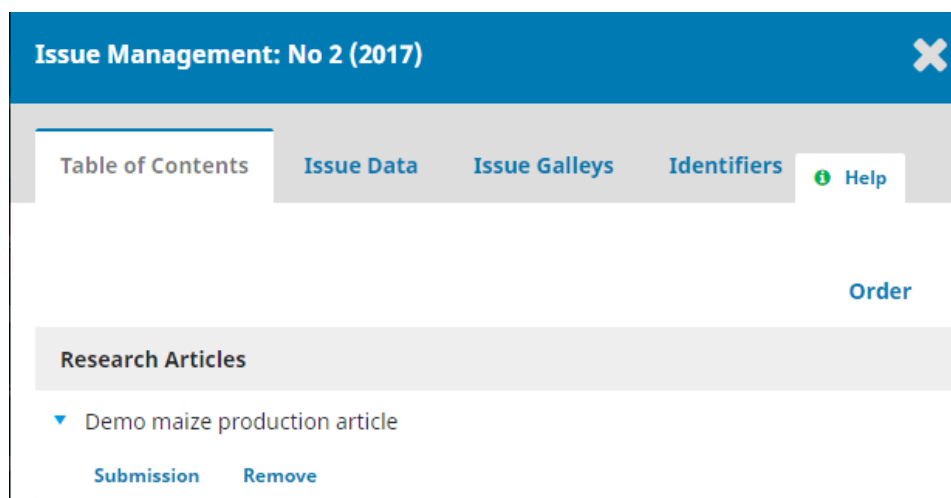 Issue Management: No 2 (2017)
Table of Contents Issue Data Issue Galleys Identifiers Help
Order
Research Articles
Demo maize production article
Submission Remove